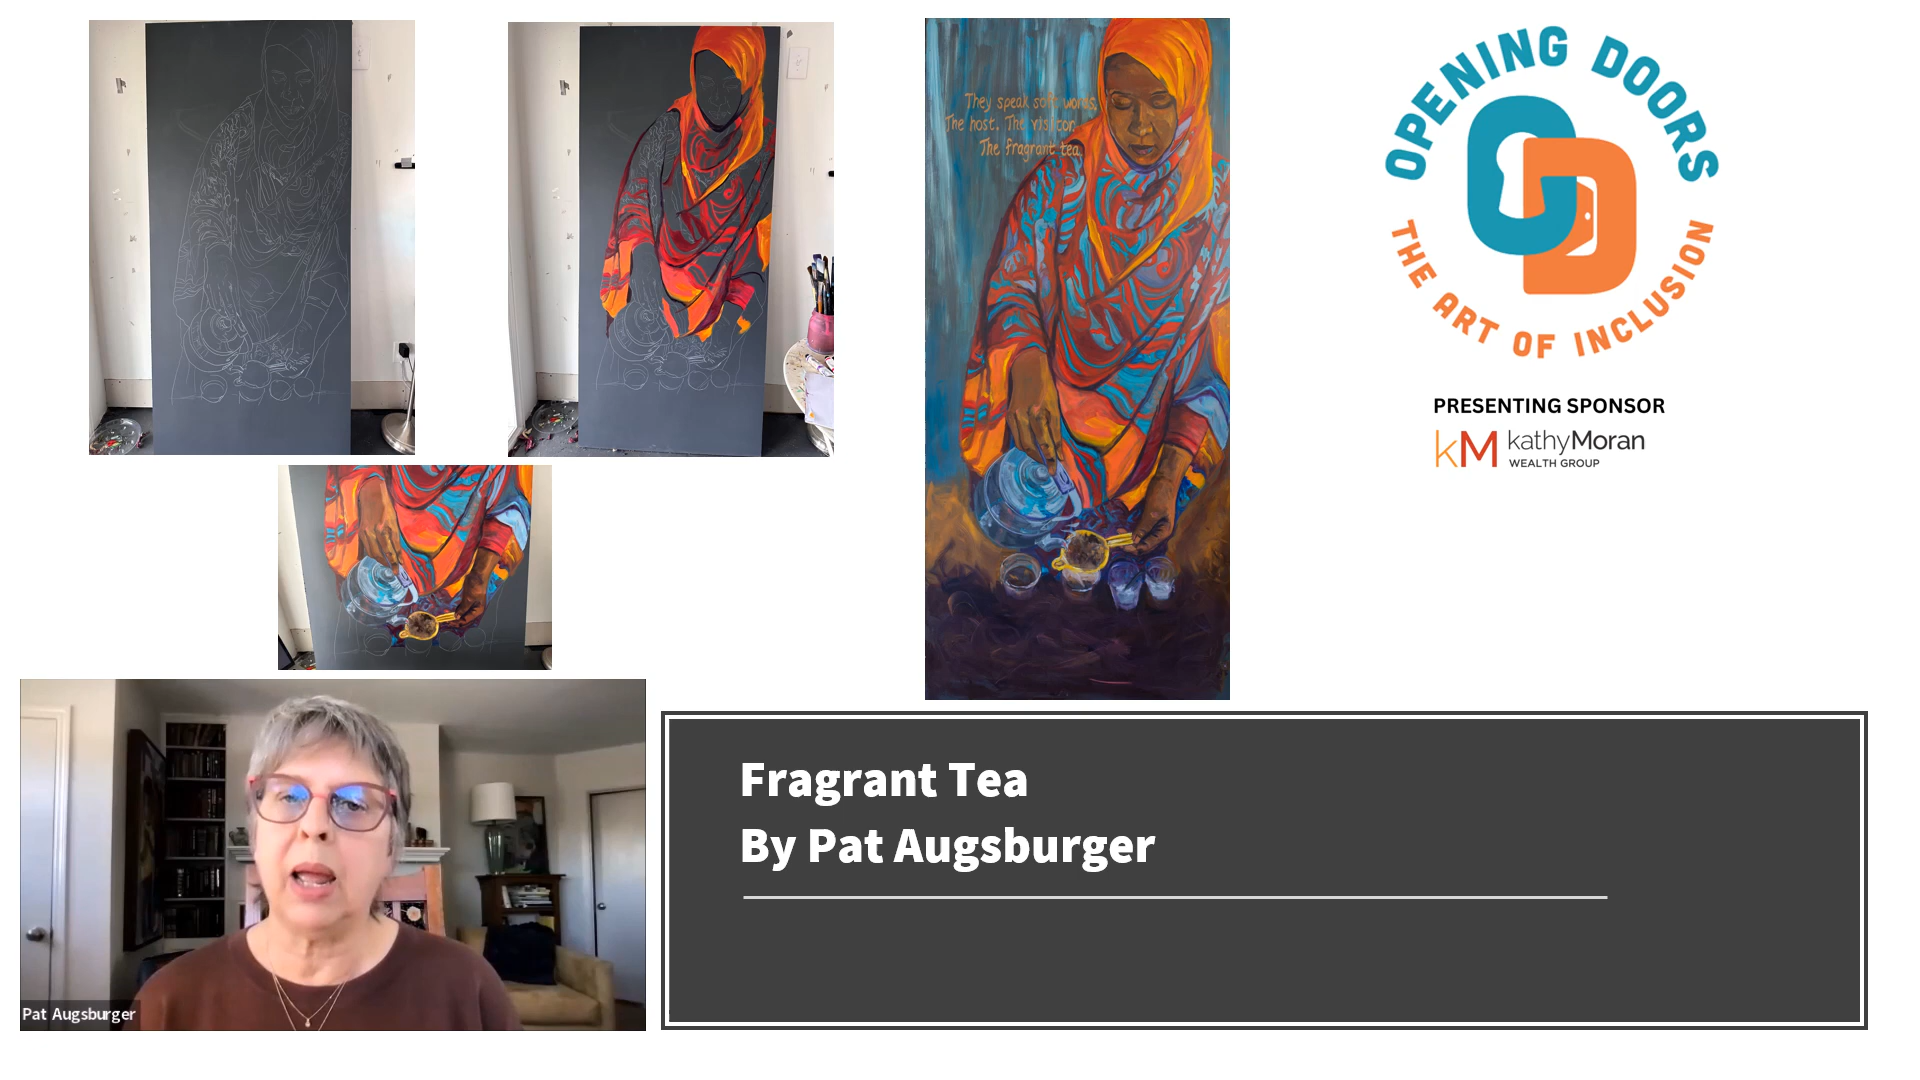 They speak soft words,
The host. The visitor.
The fragrant tea.
OPENING DOORS
THE ART OF INCLUSION
PRESENTING SPONSOR
kM kathyMoran
WEALTH GROUP
Fragrant Tea
By Pat Augsburger
Pat Augsburger